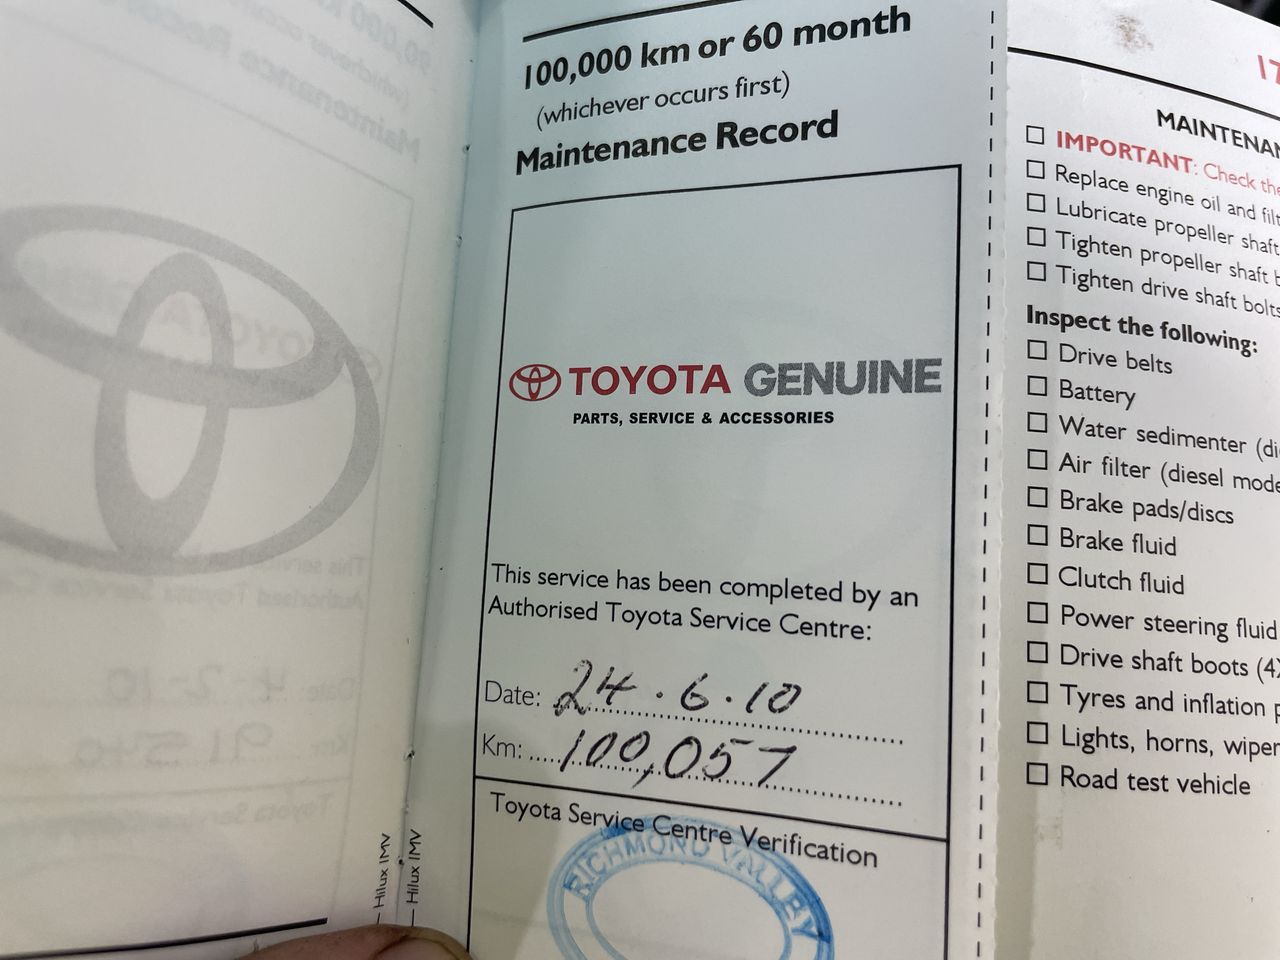 100,000 km or 60 month
(whichever occurs first)
Maintenance Record
TOYOTA GENUINE
PARTS, SERVICE & ACCESSORIES
This service has been completed by an
Authorised Toyota Service Centre:
Date: 24.6.10
Km: 100,057
Toyota Service Centre Verification
RICHMOND VALLEY
Hilux IMV
Hilux IMV
17
MAINTENAN
IMPORTANT: Check the
Replace engine oil and filt
Lubricate propeller shaft
Tighten propeller shaft b
Tighten drive shaft bolts
Inspect the following:
Drive belts
Battery
Water sedimenter (di
Air filter (diesel mode
Brake pads/discs
Brake fluid
Clutch fluid
Power steering fluid
Drive shaft boots (4X
Tyres and inflation p
Lights, horns, wiper
Road test vehicle